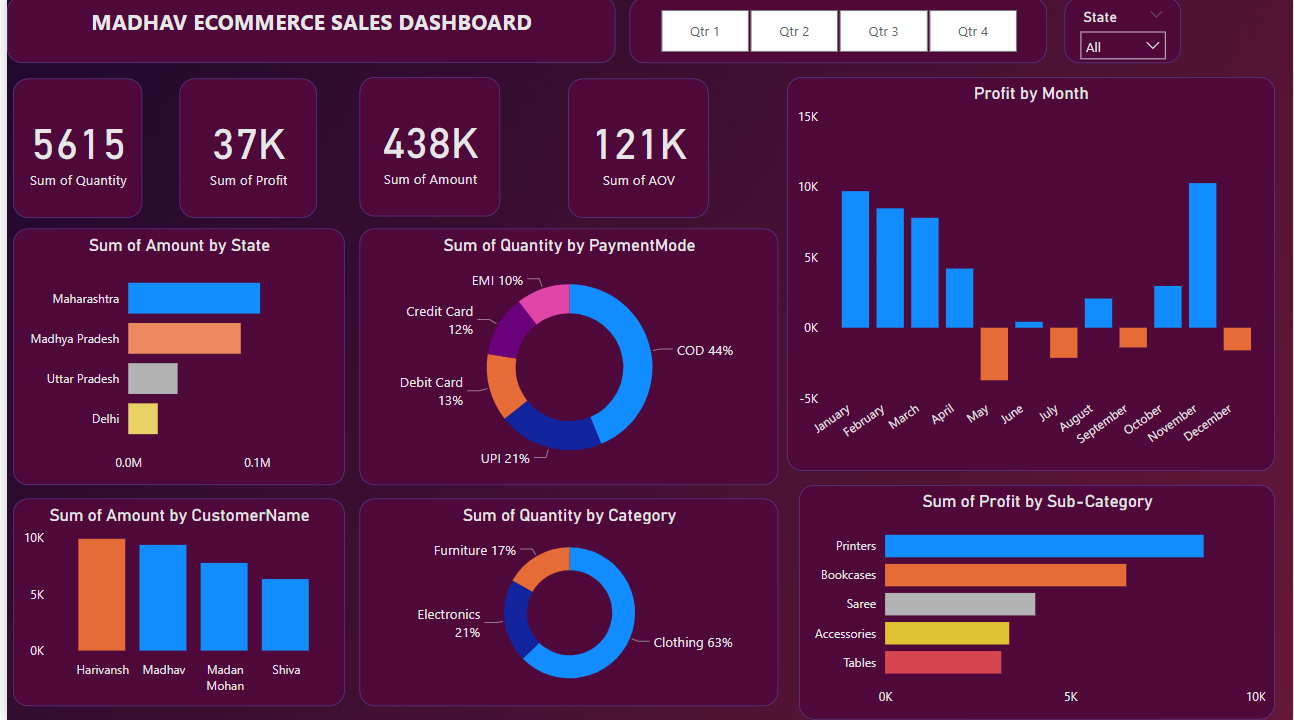 MADHAV ECOMMERCE SALES DASHBOARD
Qtr 1
Qtr 2
Qtr 3
Qtr 4
State
All
5615
Sum of Quantity
37K
Sum of Profit
438K
Sum of Amount
121K
Sum of AOV
Profit by Month
15K
10K
5K
0K
-5K
January
February
March
April
May
June
July
August
September
October
November
December
Sum of Amount by State
Maharashtra
Madhya Pradesh
Uttar Pradesh
Delhi
0.0M
0.1M
Sum of Quantity by PaymentMode
EMI 10%
Credit Card
12%
Debit Card
13%
UPI 21%
COD 44%
Sum of Amount by CustomerName
10K
5K
0K
Harivansh
Madhav
Madan
Mohan
Shiva
Sum of Quantity by Category
Furniture 17%
Electronics
21%
Clothing 63%
Sum of Profit by Sub-Category
Printers
Bookcases
Saree
Accessories
Tables
0K
5K
10K